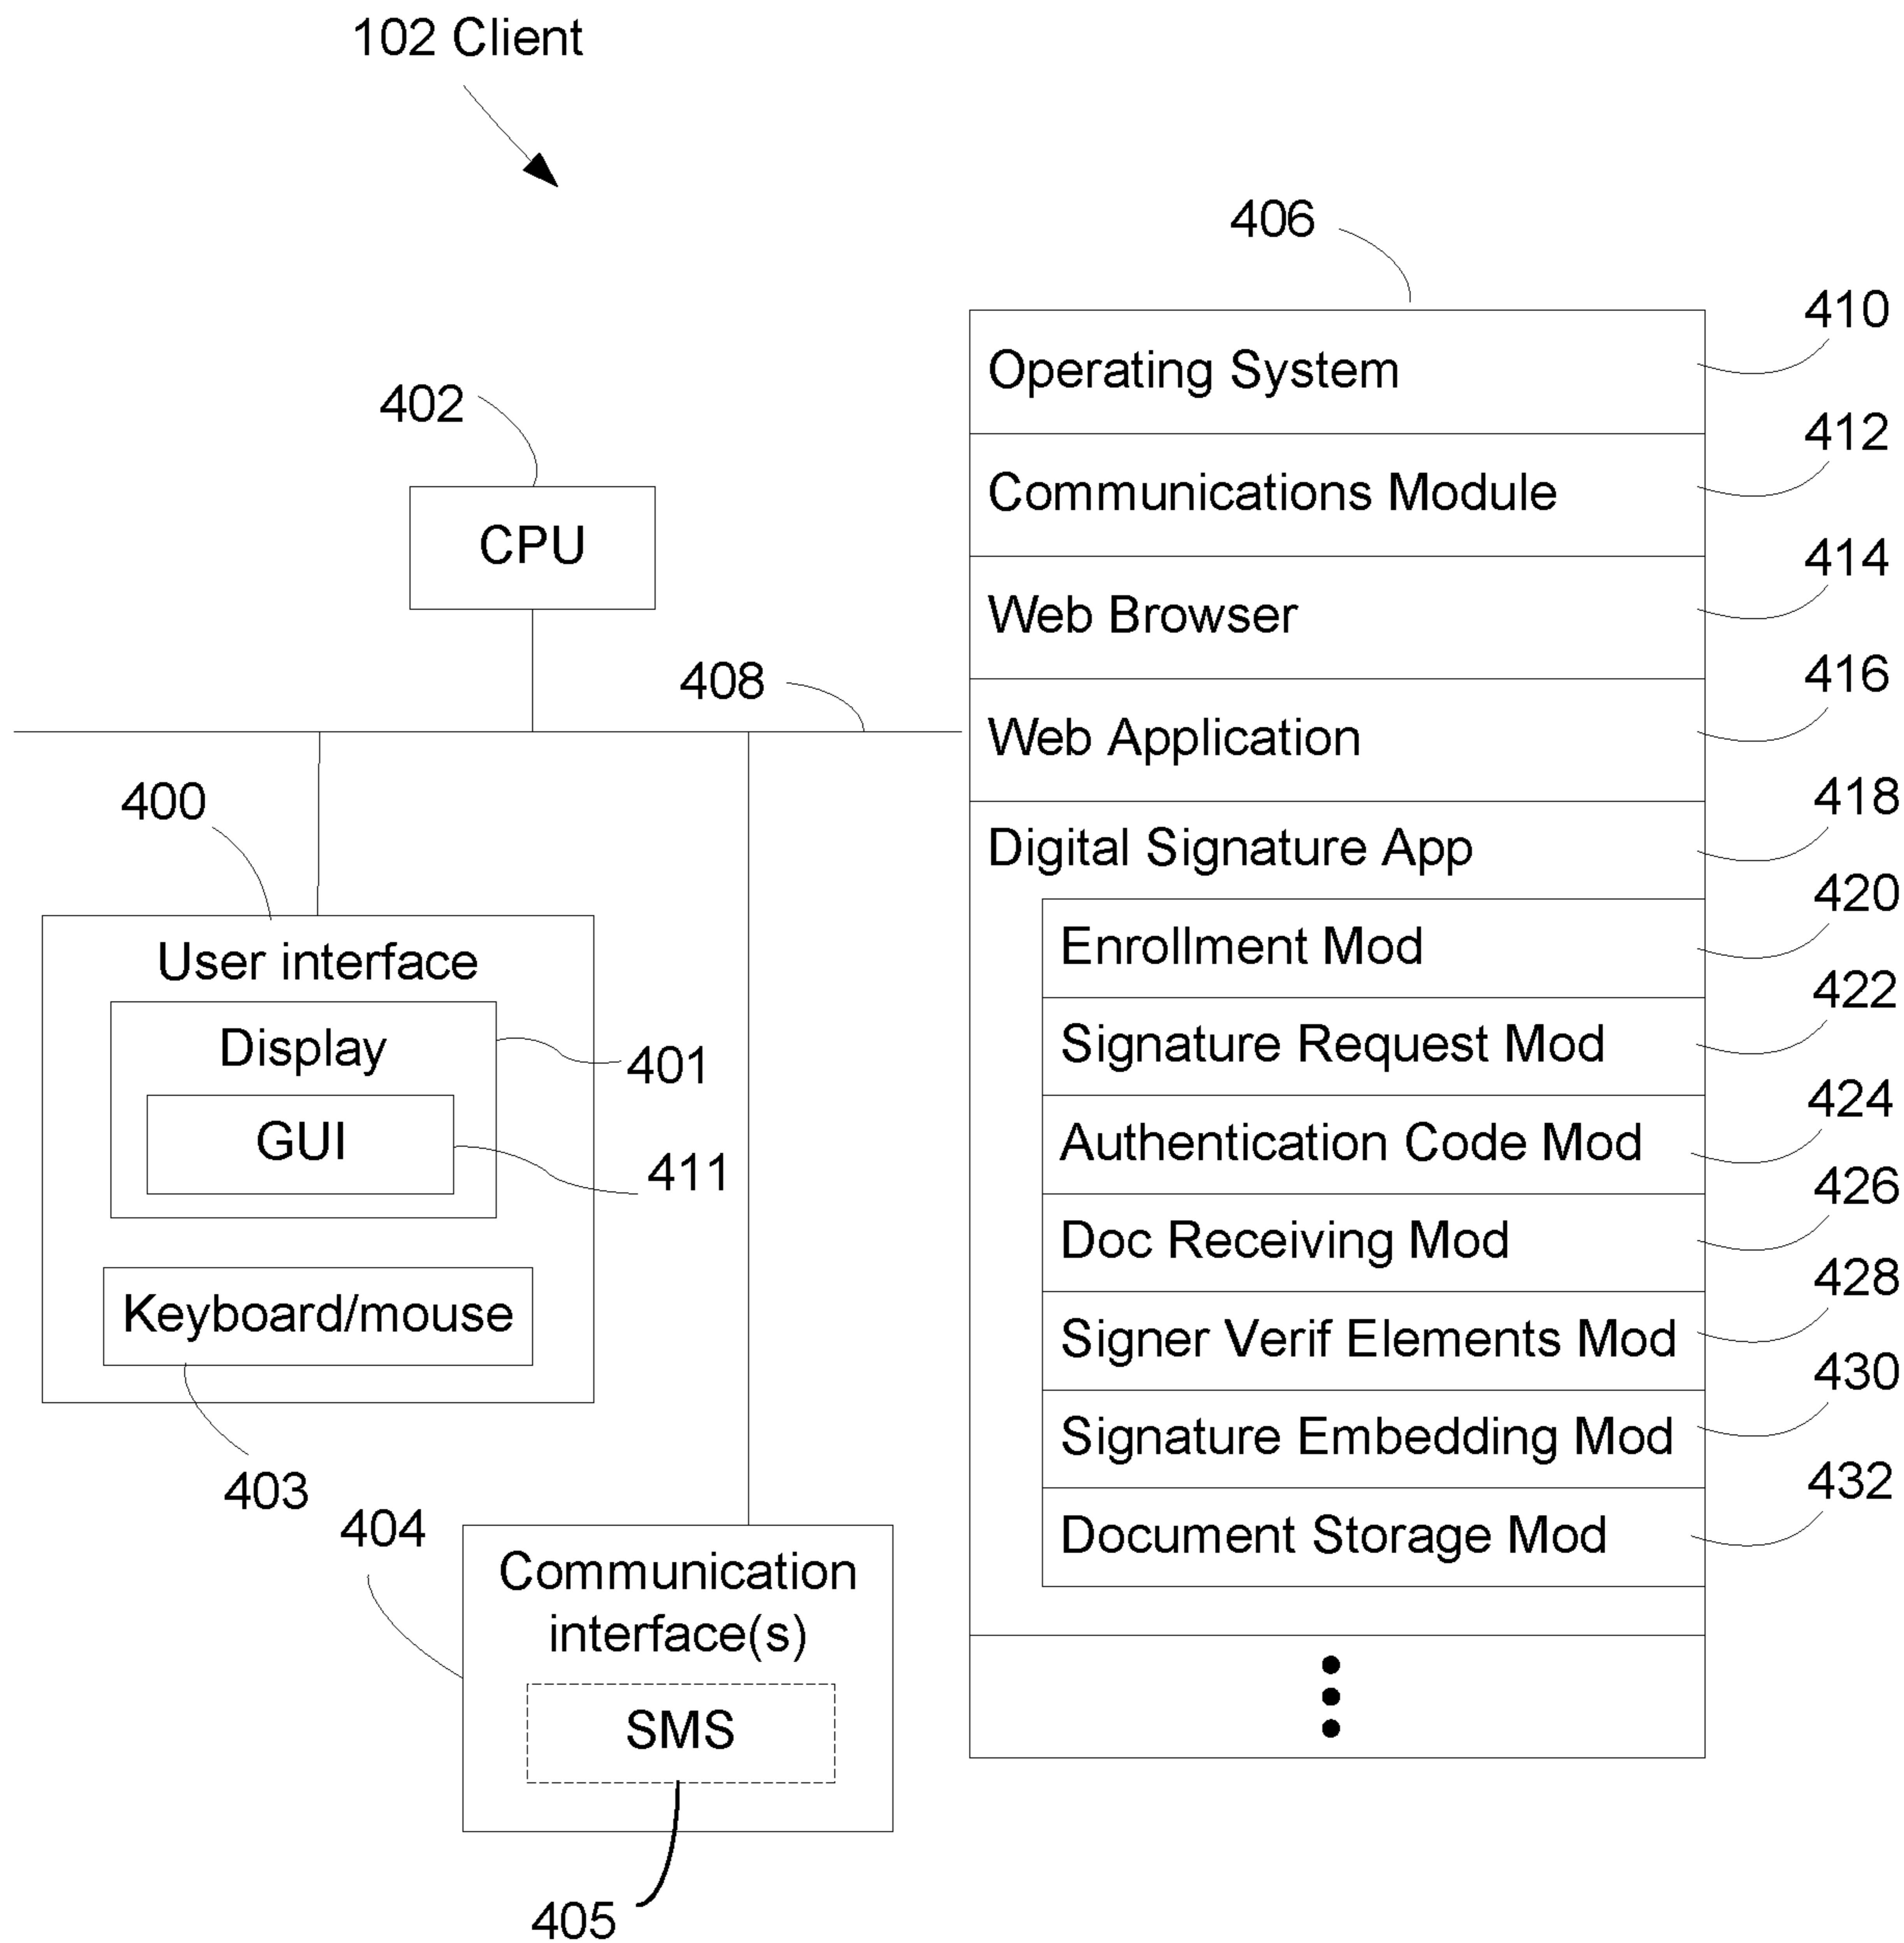 102 Client
406
410
Operating System
402
412
Communications Module
CPU
414
Web Browser
408
416
Web Application
400
418
Digital Signature App
420
User interface
Enrollment Mod
422
Display
401
Signature Request Mod
424
GUI
411
Authentication Code Mod
426
Doc Receiving Mod
428
Keyboard/mouse
Signer Verif Elements Mod
430
403
Signature Embedding Mod
432
404
Document Storage Mod
Communication
interface(s)
SMS
405